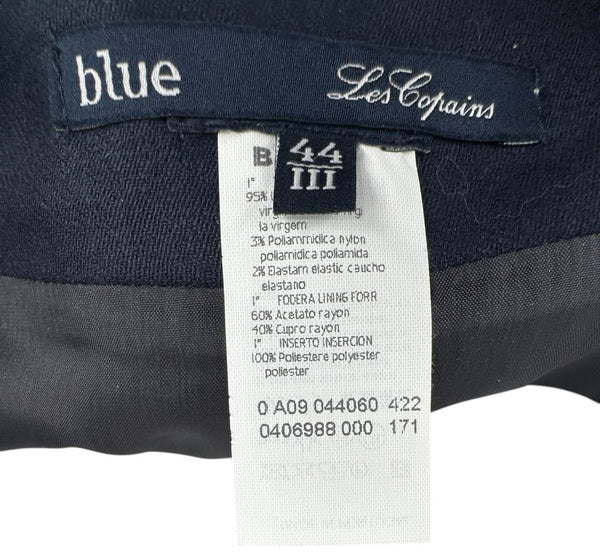 blue
Les Copains
B
44
III
1°
95%
la virgem
3% Poliammidica nylon
poliamidica poliamida
2% Elastam elastic caucho
elastano
1° FODERA LINING FORR
60% Acetato rayon
40% Cupro rayon
1° INSERTO INSERCION
100% Poliestere polyester
poliester
0 A09 044060 422
0406988 000 171